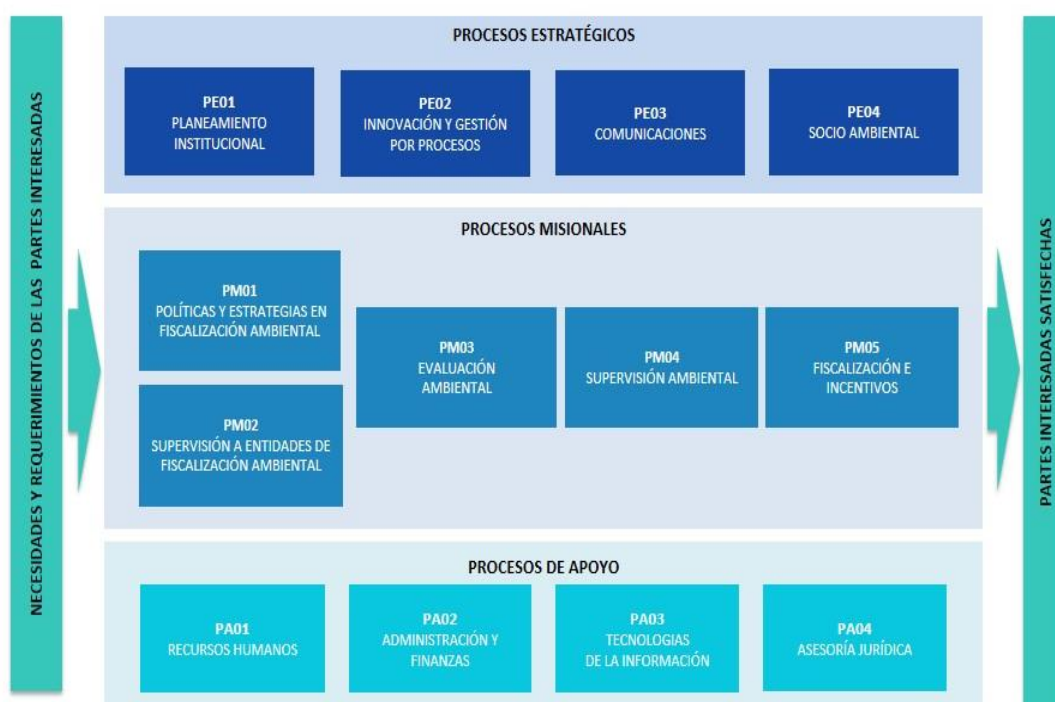 NECESIDADES Y REQUERIMIENTOS DE LAS PARTES INTERESADAS
PROCESOS ESTRATÉGICOS
PE01
PLANEAMIENTO
INSTITUCIONAL
PE02
INNOVACIÓN Y GESTIÓN
POR PROCESOS
PE03
COMUNICACIONES
PE04
SOCIO AMBIENTAL
PROCESOS MISIONALES
PM01
POLÍTICAS Y ESTRATEGIAS EN
FISCALIZACIÓN AMBIENTAL
PM02
SUPERVISIÓN A ENTIDADES DE
FISCALIZACIÓN AMBIENTAL
PM03
EVALUACIÓN
AMBIENTAL
PM04
SUPERVISIÓN AMBIENTAL
PM05
FISCALIZACIÓN E
INCENTIVOS
PROCESOS DE APOYO
PA01
RECURSOS HUMANOS
PA02
ADMINISTRACIÓN Y
FINANZAS
PA03
TECNOLOGIAS
DE LA INFORMACIÓN
PA04
ASESORÍA JURÍDICA
PARTES INTERESADAS SATISFECHAS